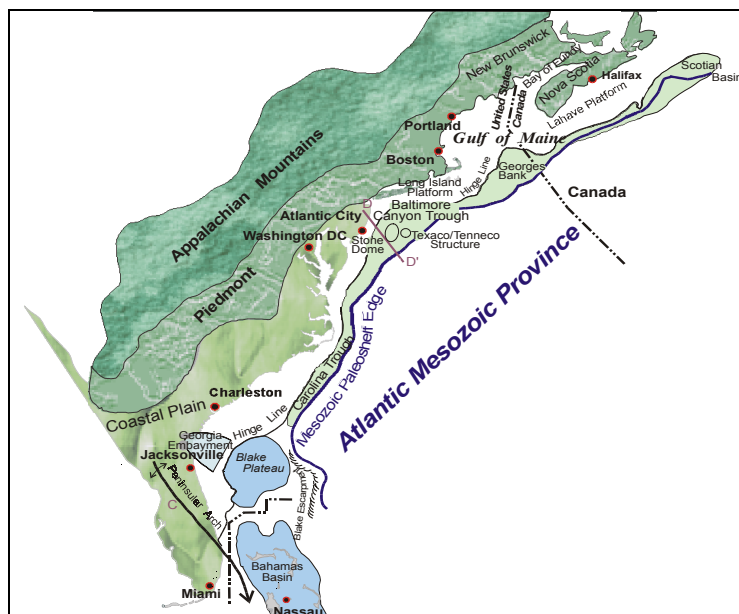 New Brunswick
Bay of Fundy
Nova Scotia
Halifax
Scotian
Basin
United States
Canada
Lahave Platform
Portland
Gulf of Maine
Boston
Hinge Line
Georges
Bank
Canada
Appalachian Mountains
Long Island
Platform
D
Baltimore
Canyon Trough
Atlantic City
Washington DC
Stone
Dome
Texaco/Tenneco
Structure
D'
Piedmont
Atlantic Mesozoic Province
Mesozoic Paleoshelf Edge
Carolina Trough
Charleston
Coastal Plain
Hinge Line
Georgia
Embayment
Jacksonville
Blake
Plateau
Peninsular Arch
Blake Escarpment
C
Bahamas
Basin
Miami
Nassau